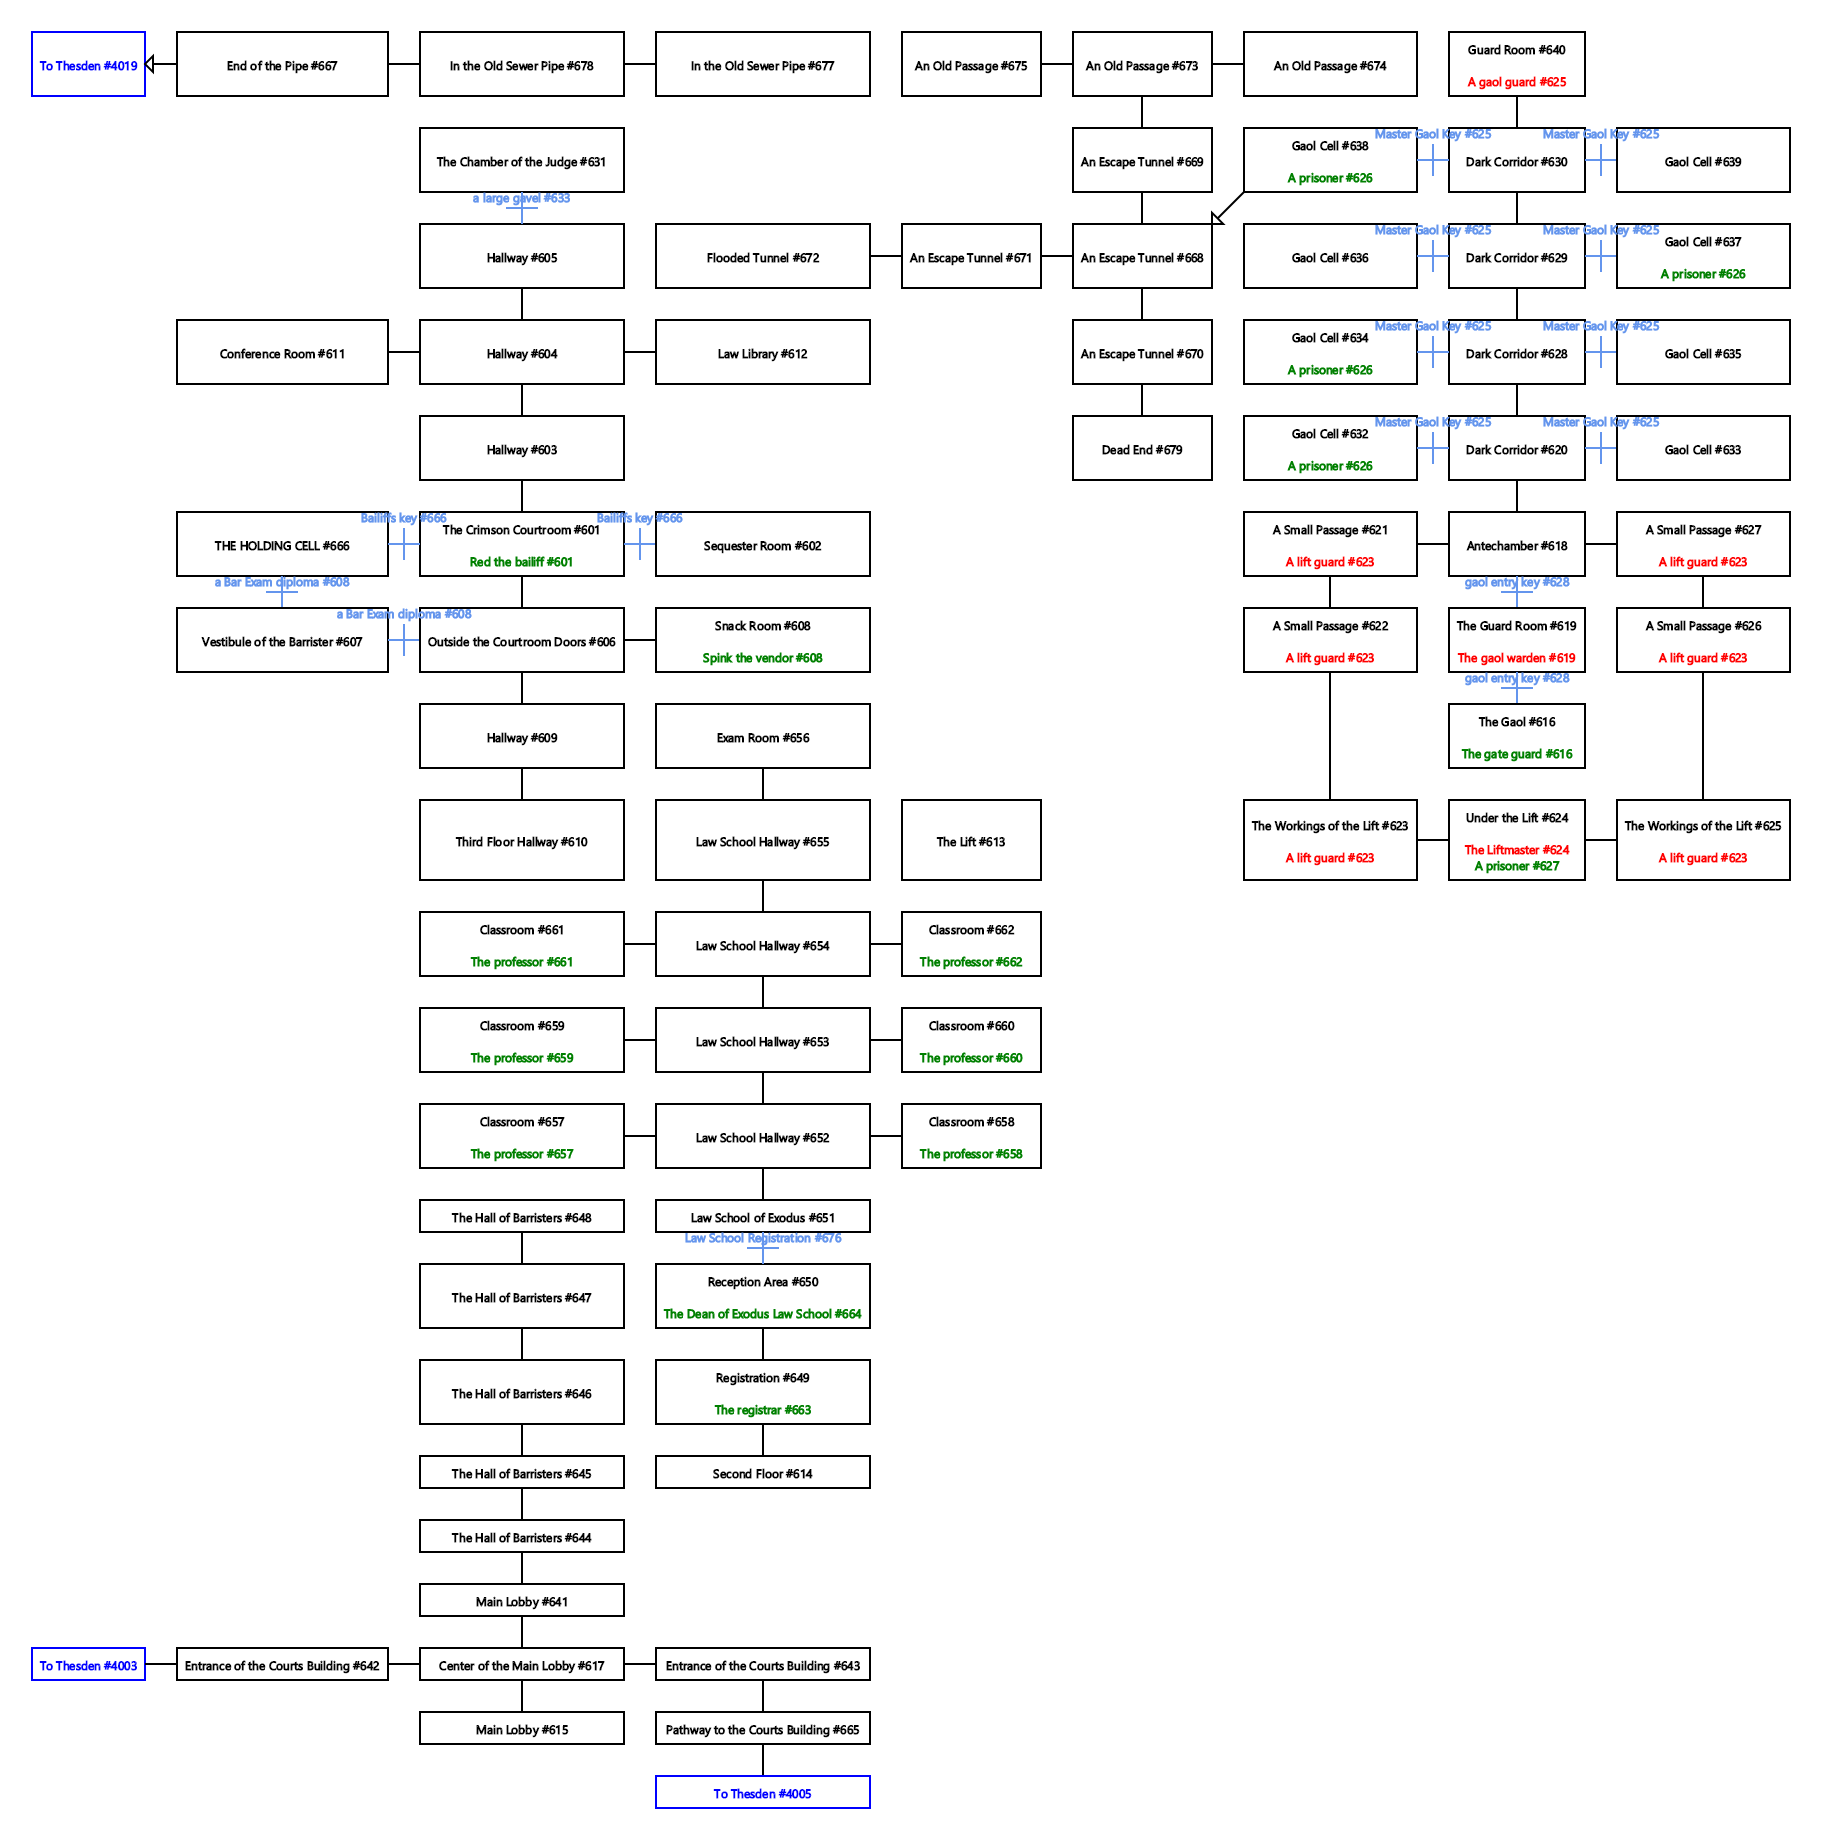 To Thesden #4019
End of the Pipe #667
In the Old Sewer Pipe #678
In the Old Sewer Pipe #677
An Old Passage #675
An Old Passage #673
An Old Passage #674
Guard Room #640
A gaol guard #625
The Chamber of the Judge #631
An Escape Tunnel #669
Gaol Cell #638
A prisoner #626
Master Gaol Key #625
Dark Corridor #630
Master Gaol Key #625
Gaol Cell #639
a large gavel #633
Hallway #605
Flooded Tunnel #672
An Escape Tunnel #671
An Escape Tunnel #668
Gaol Cell #636
Master Gaol Key #625
Dark Corridor #629
Master Gaol Key #625
Gaol Cell #637
A prisoner #626
Conference Room #611
Hallway #604
Law Library #612
An Escape Tunnel #670
Gaol Cell #634
A prisoner #626
Master Gaol Key #625
Dark Corridor #628
Master Gaol Key #625
Gaol Cell #635
Hallway #603
Dead End #679
Gaol Cell #632
A prisoner #626
Master Gaol Key #625
Dark Corridor #620
Master Gaol Key #625
Gaol Cell #633
THE HOLDING CELL #666
Bailiffs key #666
The Crimson Courtroom #601
Red the bailiff #601
Bailiffs key #666
Sequester Room #602
A Small Passage #621
A lift guard #623
Antechamber #618
A Small Passage #627
A lift guard #623
a Bar Exam diploma #608
gaol entry key #628
Vestibule of the Barrister #607
a Bar Exam diploma #608
Outside the Courtroom Doors #606
Snack Room #608
Spink the vendor #608
A Small Passage #622
A lift guard #623
The Guard Room #619
The gaol warden #619
A Small Passage #626
A lift guard #623
gaol entry key #628
Hallway #609
Exam Room #656
The Gaol #616
The gate guard #616
Third Floor Hallway #610
Law School Hallway #655
The Lift #613
The Workings of the Lift #623
A lift guard #623
Under the Lift #624
The Liftmaster #624
A prisoner #627
The Workings of the Lift #625
A lift guard #623
Classroom #661
The professor #661
Law School Hallway #654
Classroom #662
The professor #662
Classroom #659
The professor #659
Law School Hallway #653
Classroom #660
The professor #660
Classroom #657
The professor #657
Law School Hallway #652
Classroom #658
The professor #658
The Hall of Barristers #648
Law School of Exodus #651
Law School Registration #676
The Hall of Barristers #647
Reception Area #650
The Dean of Exodus Law School #664
The Hall of Barristers #646
Registration #649
The registrar #663
The Hall of Barristers #645
Second Floor #614
The Hall of Barristers #644
Main Lobby #641
To Thesden #4003
Entrance of the Courts Building #642
Center of the Main Lobby #617
Entrance of the Courts Building #643
Main Lobby #615
Pathway to the Courts Building #665
To Thesden #4005